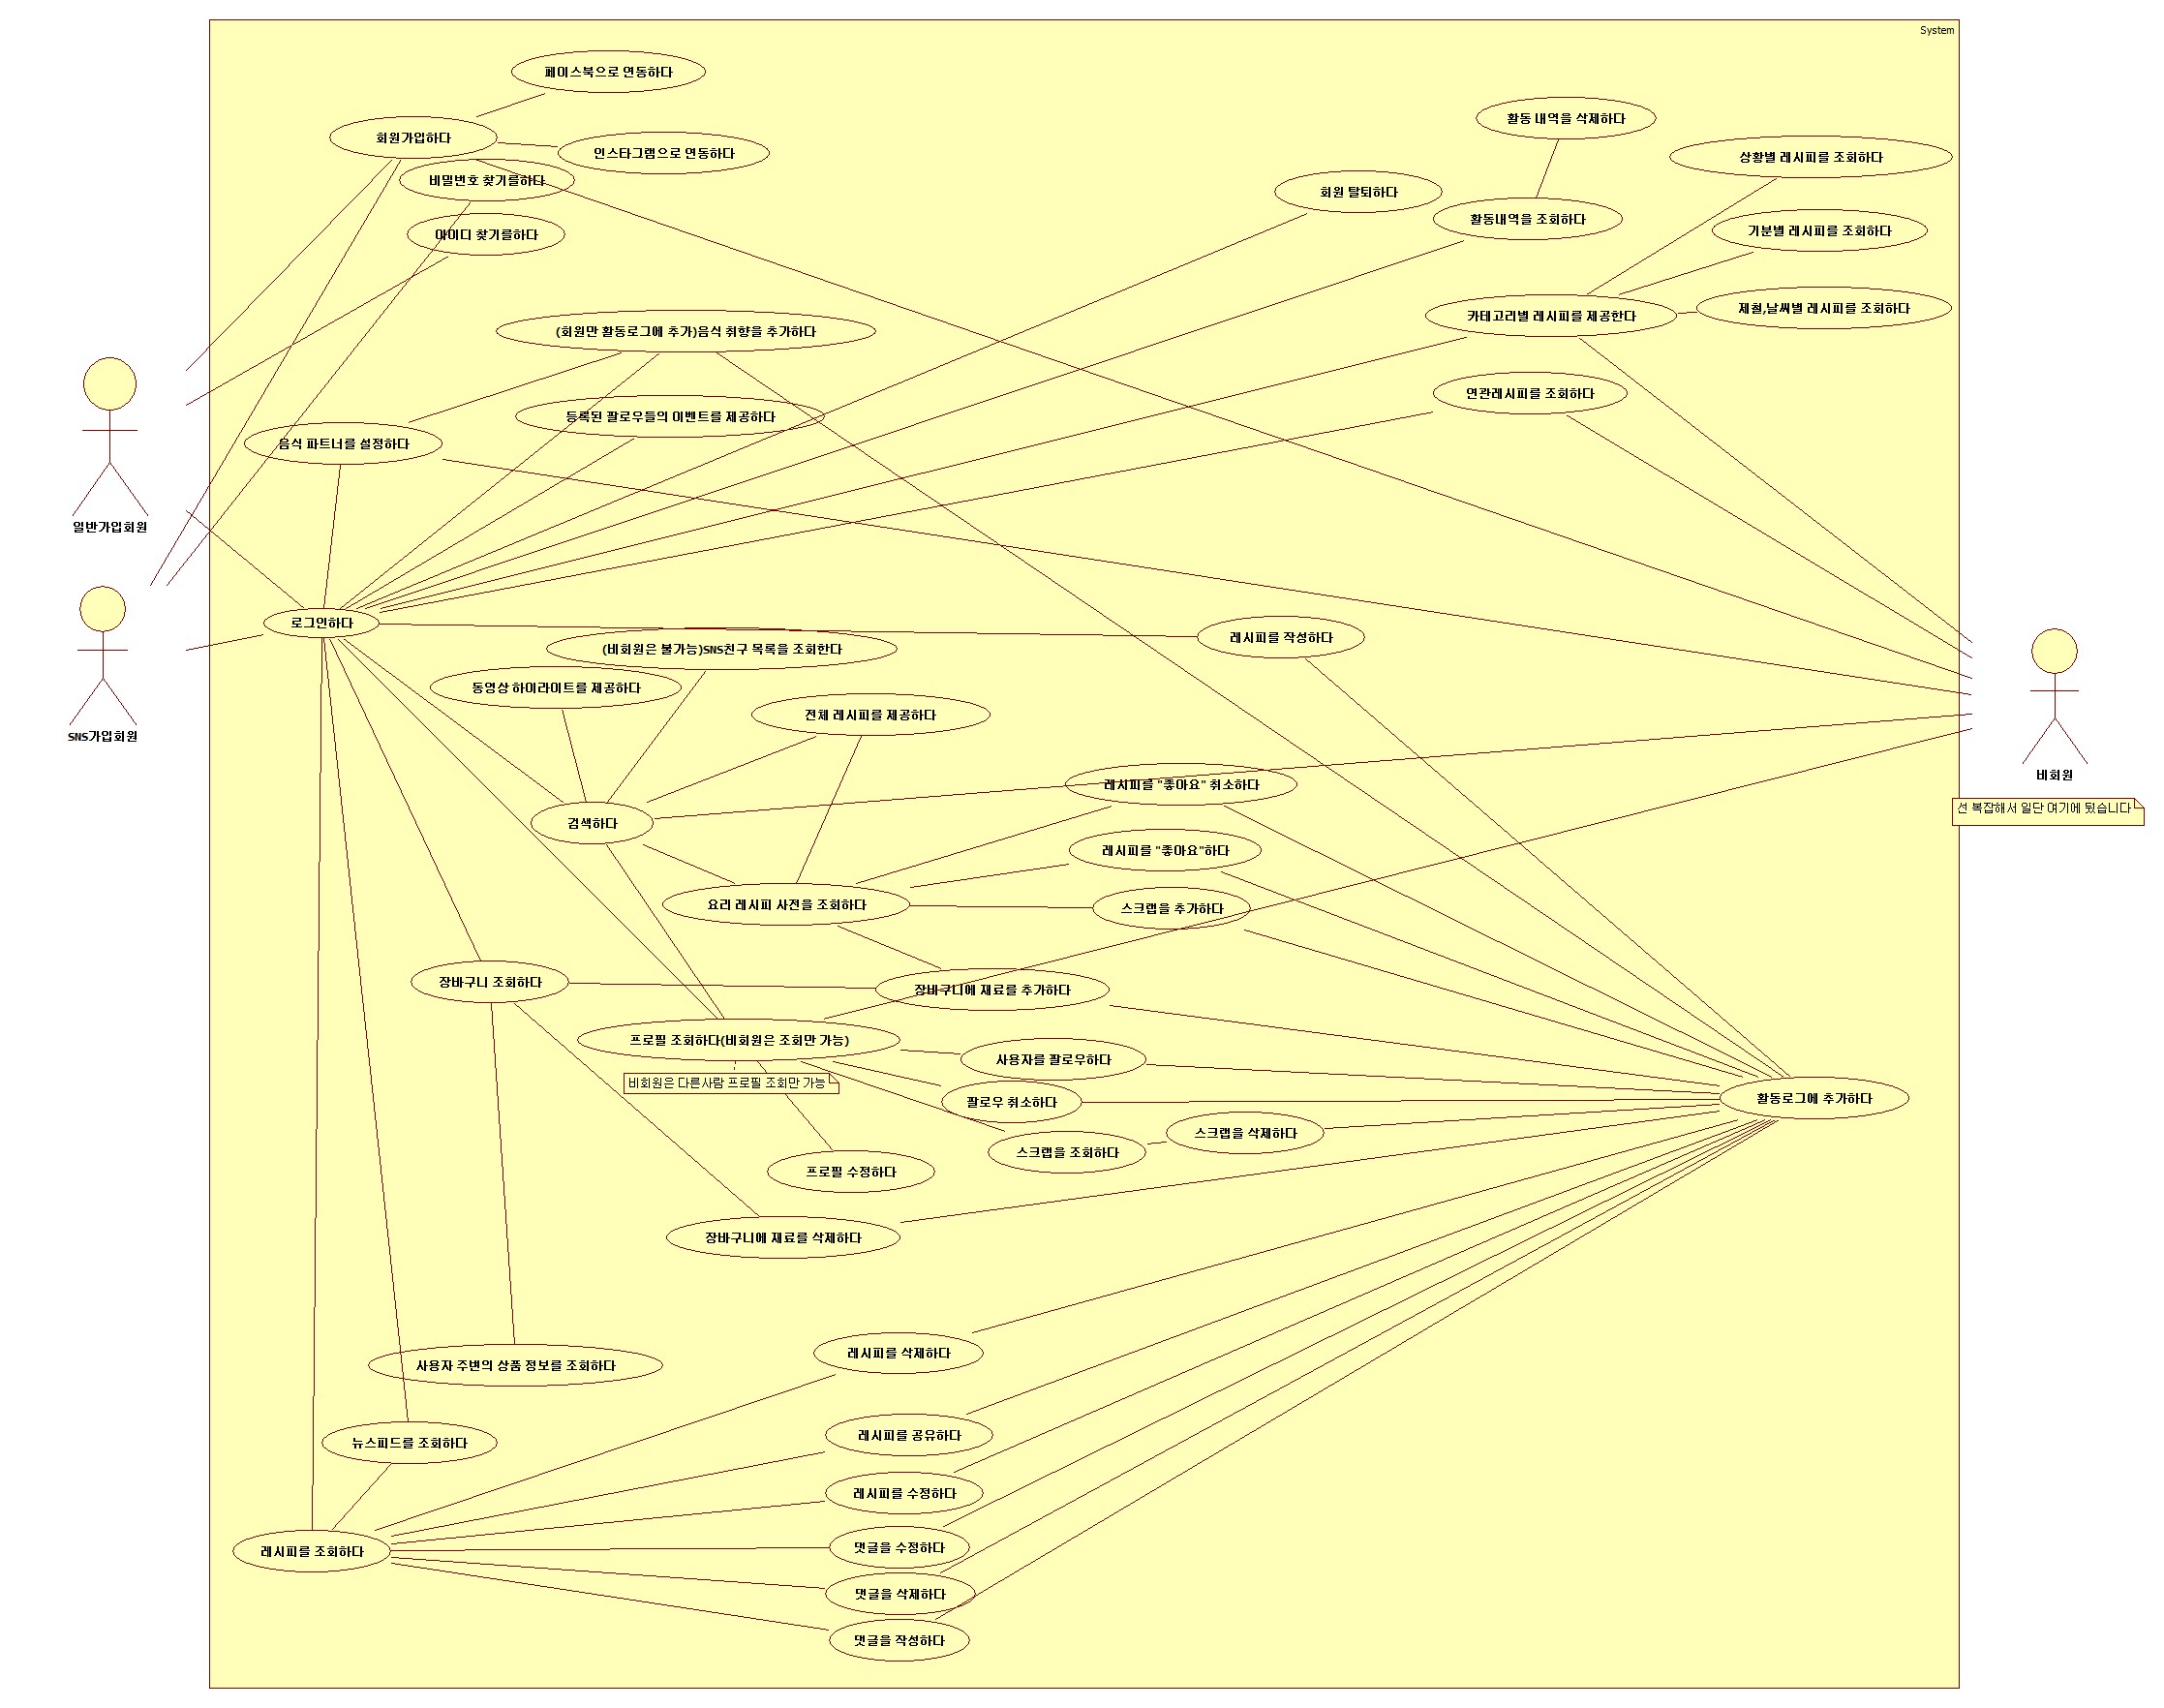 System
페이스북으로 연동하다
활동 내역을 삭제하다
회원가입하다
인스타그램으로 연동하다
상황별 레시피를 조회하다
비밀번호 찾기를하다
회원 탈퇴하다
활동내역을 조회하다
아이디 찾기를하다
기분별 레시피를 조회하다
제철,날씨별 레시피를 조회하다
카테고리별 레시피를 제공한다
(회원만 활동로그에 추가)음식 취향을 추가하다
연관레시피를 조회하다
등록된 팔로우들의 이벤트를 제공하다
음식 파트너를 설정하다
일반가입회원
로그인하다
레시피를 작성하다
(비회원은 불가능)SNS친구 목록을 조회한다
동영상 하이라이트를 제공하다
전체 레시피를 제공하다
SNS가입회원
비회원
선 복잡해서 일단 여기에 뒀습니다
레시피를 "좋아요" 취소하다
검색하다
레시피를 "좋아요"하다
요리 레시피 사전을 조회하다
스크랩을 추가하다
장바구니 조회하다
장바구니에 재료를 추가하다
프로필 조회하다(비회원은 조회만 가능)
사용자를 팔로우하다
비회원은 다른사람 프로필 조회만 가능
팔로우 취소하다
활동로그에 추가하다
스크랩을 삭제하다
스크랩을 조회하다
프로필 수정하다
장바구니에 재료를 삭제하다
레시피를 삭제하다
사용자 주변의 상품 정보를 조회하다
레시피를 공유하다
뉴스피드를 조회하다
레시피를 수정하다
레시피를 조회하다
댓글을 수정하다
댓글을 삭제하다
댓글을 작성하다